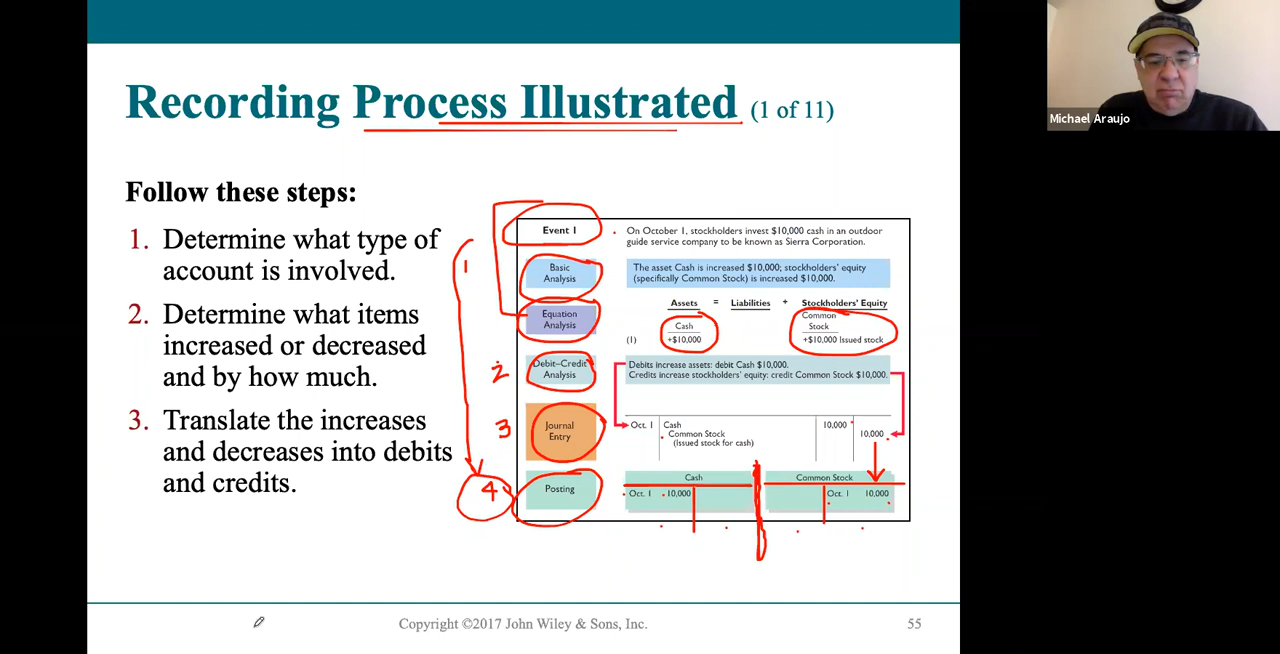 Recording Process Illustrated (1 of 11)
Michael Araujo
Follow these steps:
1. Determine what type of
account is involved.
2. Determine what items
increased or decreased
and by how much.
3. Translate the increases
and decreases into debits
and credits.
Event 1
On October 1, stockholders invest $10,000 cash in an outdoor
guide service company to be known as Sierra Corporation.
1
Basic
Analysis
The asset Cash is increased $10,000; stockholders' equity
(specifically Common Stock) is increased $10,000.
Equation
Analysis
Assets = Liabilities + Stockholders' Equity
Common
Cash Stock
(1) +$10,000 +$10,000 Issued stock
2
Debit–Credit
Analysis
Debits increase assets: debit Cash $10,000.
Credits increase stockholders' equity: credit Common Stock $10,000.
3
Journal
Entry
Oct. 1 Cash 10,000
Common Stock 10,000
(Issued stock for cash)
4
Posting
Cash Common Stock
Oct. 1 10,000 Oct. 1 10,000
Copyright ©2017 John Wiley & Sons, Inc. 55